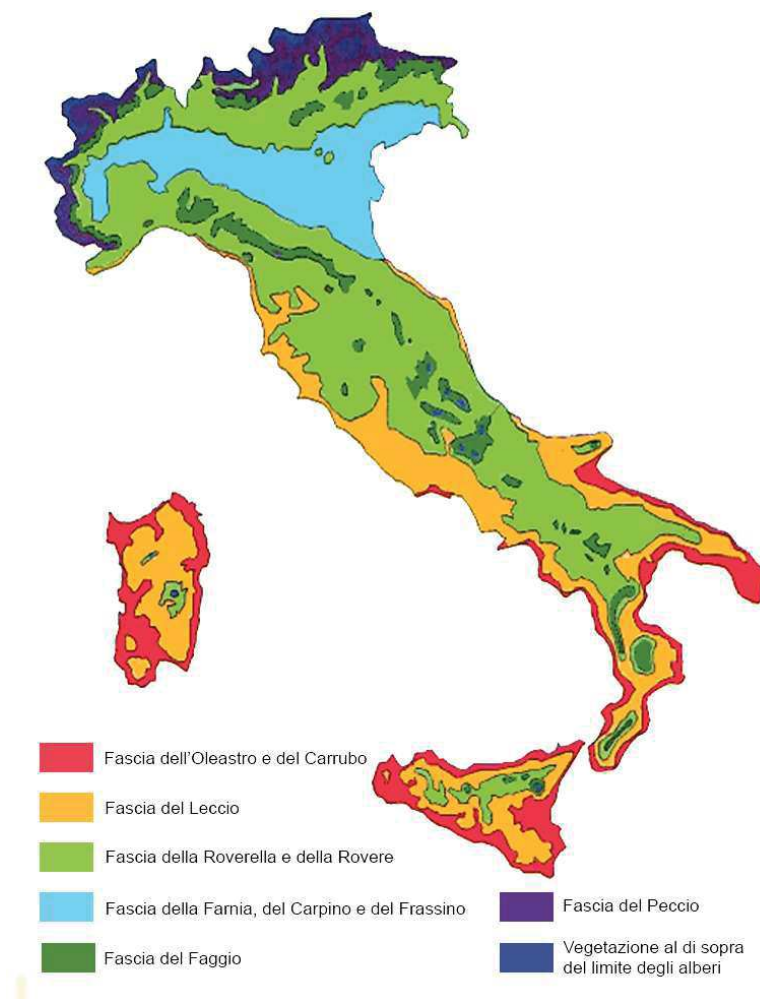 Fascia dell'Oleastro e del Carrubo
Fascia del Leccio
Fascia della Roverella e della Rovere
Fascia della Farnia, del Carpino e del Frassino
Fascia del Faggio
Fascia del Peccio
Vegetazione al di sopra
del limite degli alberi